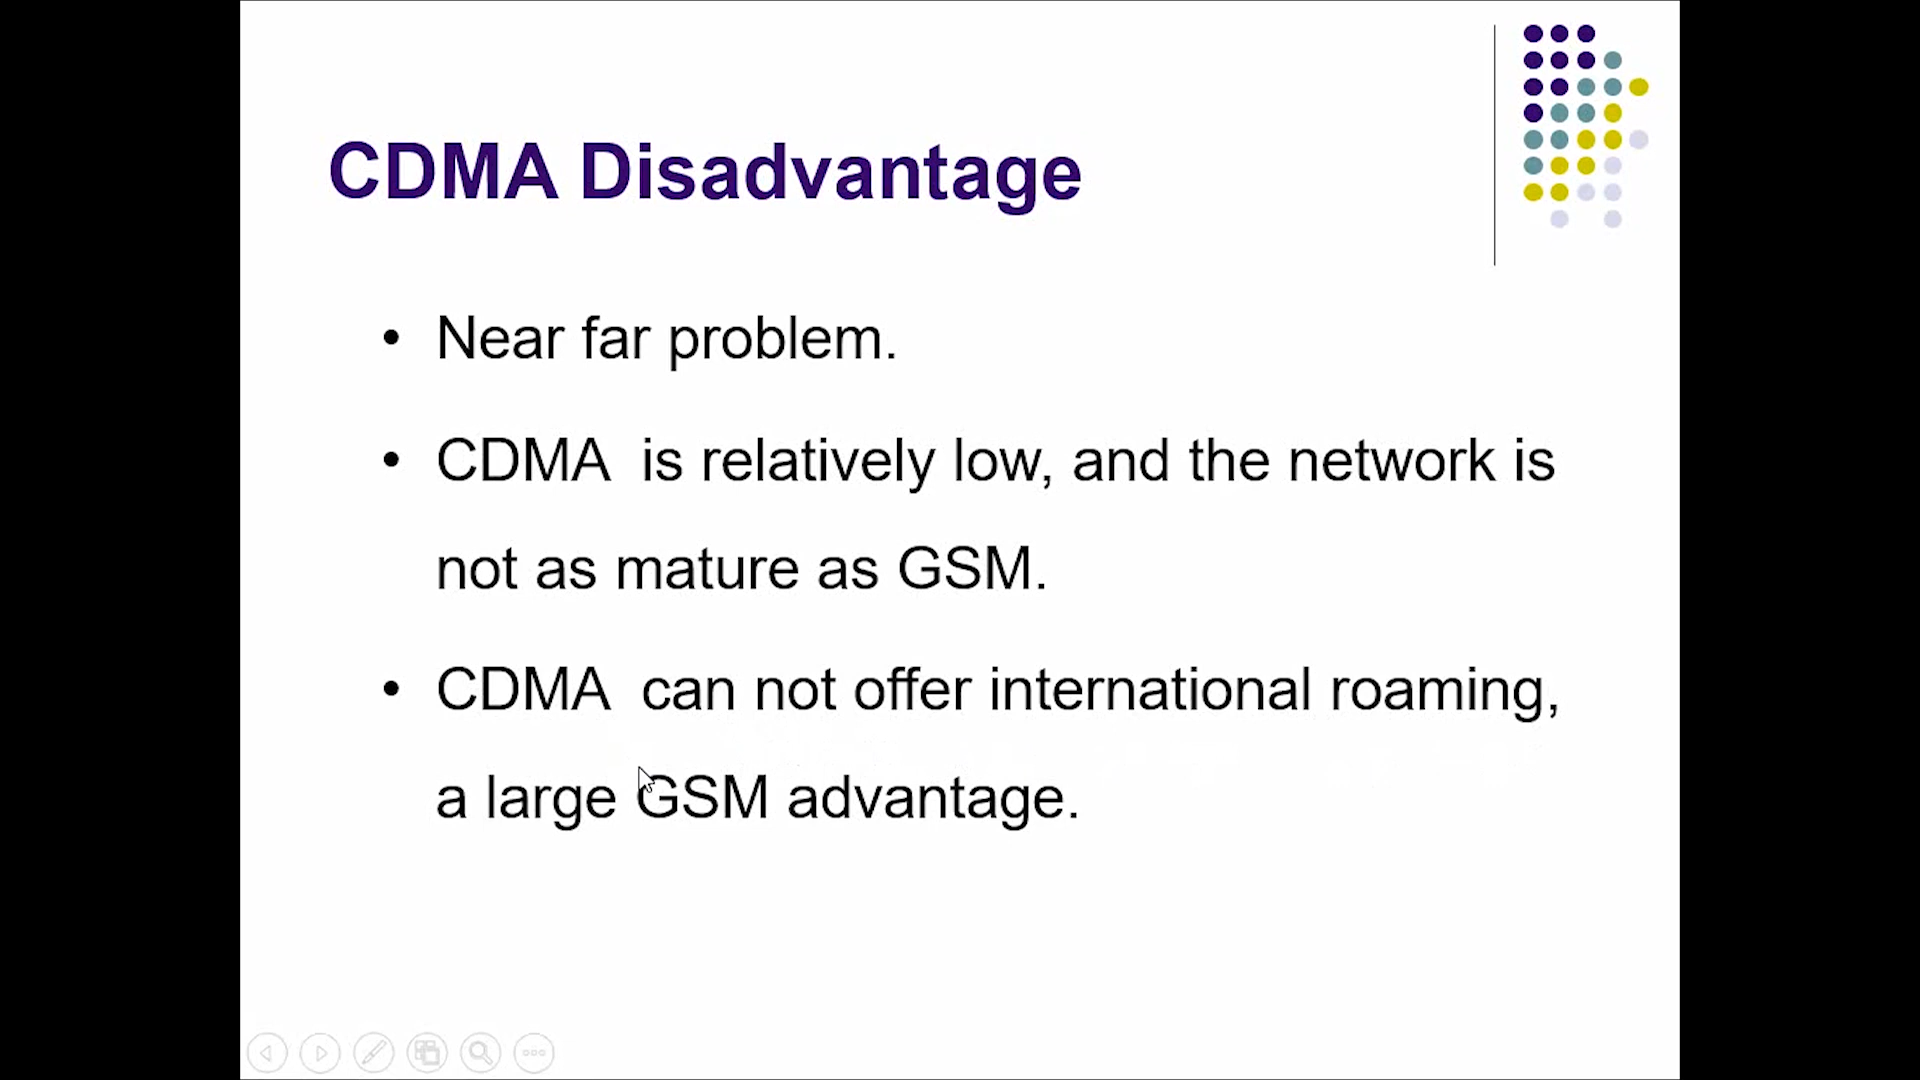 CDMA Disadvantage
• Near far problem.
• CDMA  is relatively low, and the network is
not as mature as GSM.
• CDMA  can not offer international roaming,
a large GSM advantage.